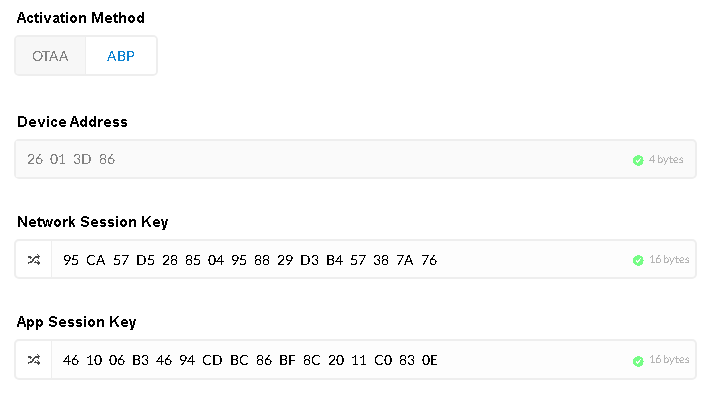 Activation Method
OTAA ABP
Device Address
26 01 3D 86 4 bytes
Network Session Key
95 CA 57 D5 28 85 04 95 88 29 D3 B4 57 38 7A 76 16 bytes
App Session Key
46 10 06 B3 46 94 CD BC 86 BF 8C 20 11 C0 83 0E 16 bytes